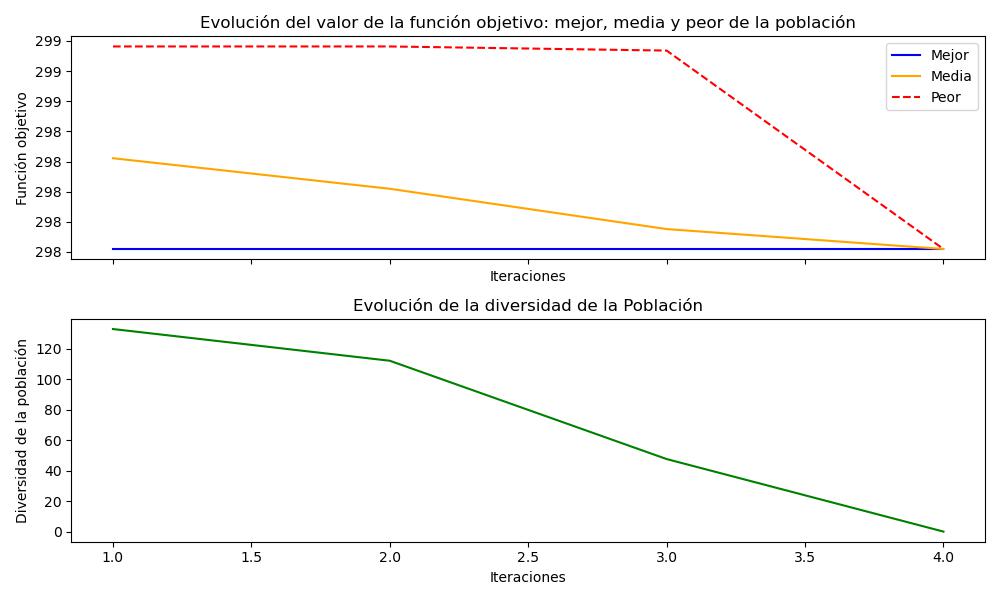 Evolución del valor de la función objetivo: mejor, media y peor de la población
Función objetivo
299
299
299
298
298
298
298
298
Mejor
Media
Peor
Iteraciones
Evolución de la diversidad de la Población
Diversidad de la población
120
100
80
60
40
20
0
1.0 1.5 2.0 2.5 3.0 3.5 4.0
Iteraciones